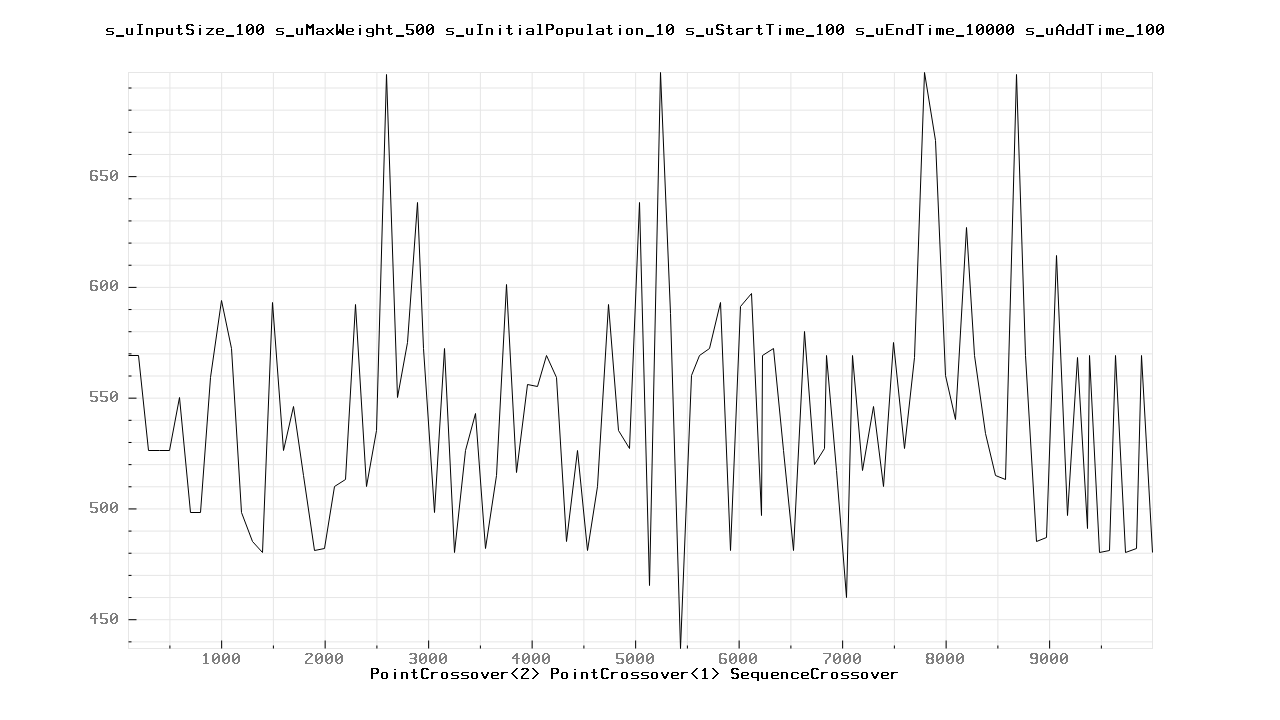 s_uInputSize_100 s_uMaxWeight_500 s_uInitialPopulation_10 s_uStartTime_100 s_uEndTime_10000 s_uAddTime_100
650
600
550
500
450
1000 2000 3000 4000 5000 6000 7000 8000 9000
PointCrossover<2> PointCrossover<1> SequenceCrossover